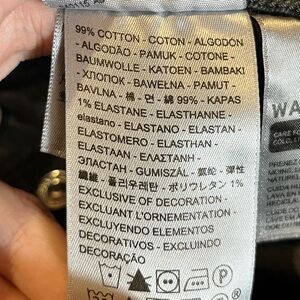 99% COTTON - COTON - ALGODÓN
- ALGODÃO - PAMUK - COTONE -
BAUMWOLLE - KATOEN - BAMBAKI
- ХЛОПОК - BAWEŁNA - PAMUT -
BAVLNA - 棉 - 면 - 綿 99% - KAPAS
1% ELASTANE - ELASTHANNE -
elastano - ELASTANO - ELASTAN -
ELASTOMERO - ELASTHAN -
ELASTAAN - ΕΛΑΣΤΑΝΗ -
ЭЛАСТАН - GUMISZÁL - 氨纶 - 彈性
纖維 - 폴리우레탄 - ポリウレタン 1%
EXCLUSIVE OF DECORATION -
EXCLUANT L'ORNEMENTATION -
EXCLUYENDO ELEMENTOS
DECORATIVOS - EXCLUINDO
DECORAÇÃO
P
WA
CARE
COLD